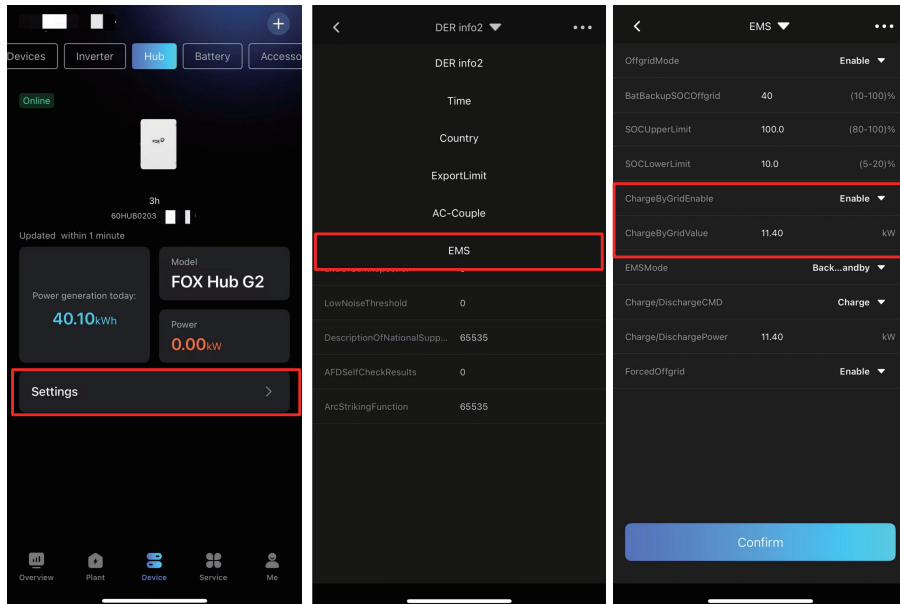 Devices Inverter Hub Battery Accesso
Online
FOX
3h
60HUB0203
Updated within 1 minute
Power generation today:
40.10kWh
Model
FOX Hub G2
Power
0.00kW
Settings
Overview Plant Device Service Me
DER info2
DER info2
Time
Country
ExportLimit
AC-Couple
EMS
LowNoiseThreshold 0
DescriptionOfNationalSupp... 65535
AFDSelfCheckResults 0
ArcStrikingFunction 65535
EMS
OffgridMode Enable
BatBackupSOCOffgrid 40 (10-100)%
SOCUpperLimit 100.0 (80-100)%
SOCLowerLimit 10.0 (5-20)%
ChargeByGridEnable Enable
ChargeByGridValue 11.40 kW
EMSMode Back...andby
Charge/DischargeCMD Charge
Charge/DischargePower 11.40 kW
ForcedOffgrid Enable
Confirm